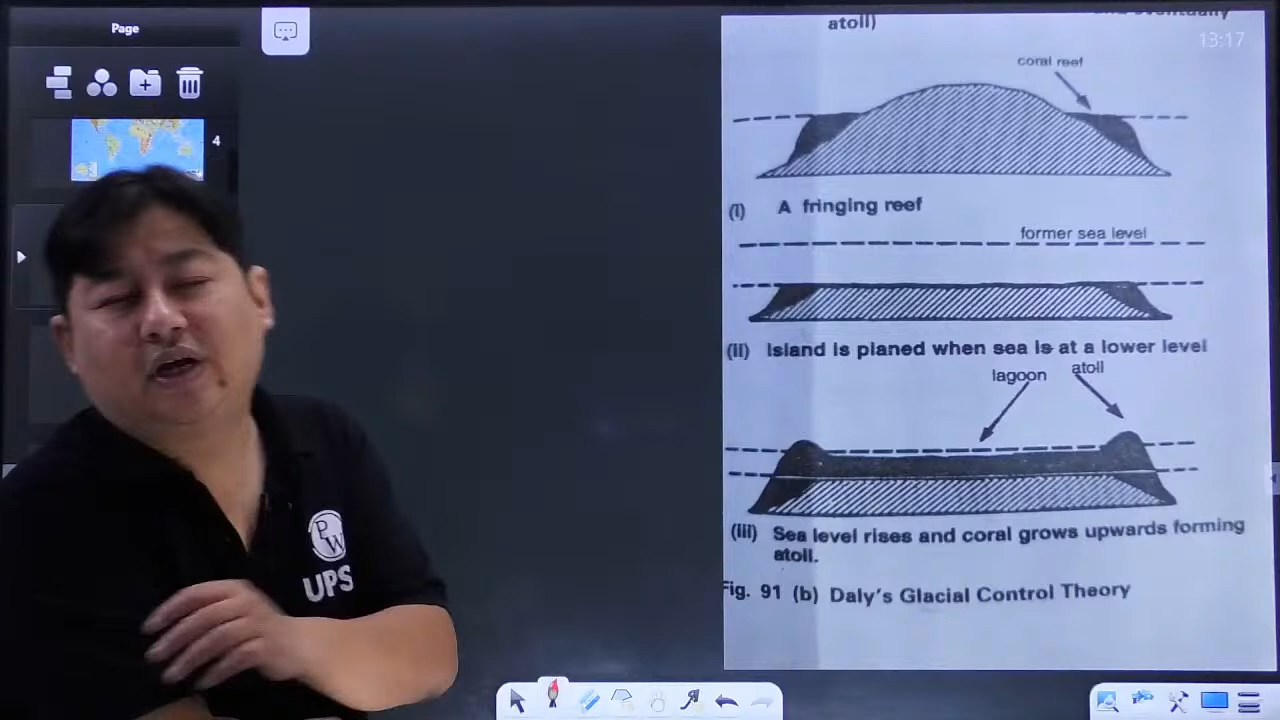 Page
4
eventually
atoll)
13:17
coral reef
(i) A fringing reef
former sea level
(ii) Island is planed when sea is at a lower level
lagoon
atoll
(iii) Sea level rises and coral grows upwards forming
atoll.
Fig. 91 (b) Daly's Glacial Control Theory
PW
UPS